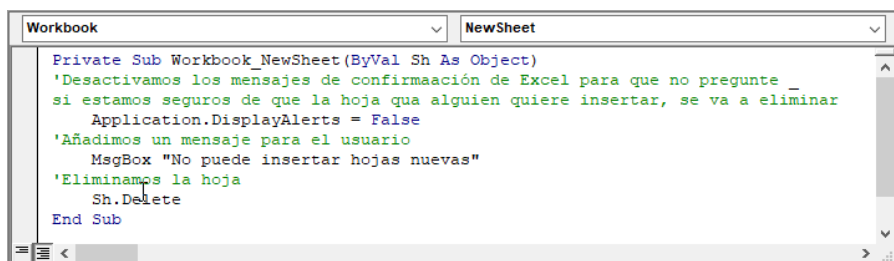 Workbook NewSheet
Private Sub Workbook_NewSheet(ByVal Sh As Object)
'Desactivamos los mensajes de confirmaación de Excel para que no pregunte _
si estamos seguros de que la hoja qua alguien quiere insertar, se va a eliminar
Application.DisplayAlerts = False
'Añadimos un mensaje para el usuario
MsgBox "No puede insertar hojas nuevas"
'Eliminamos la hoja
Sh.Delete
End Sub